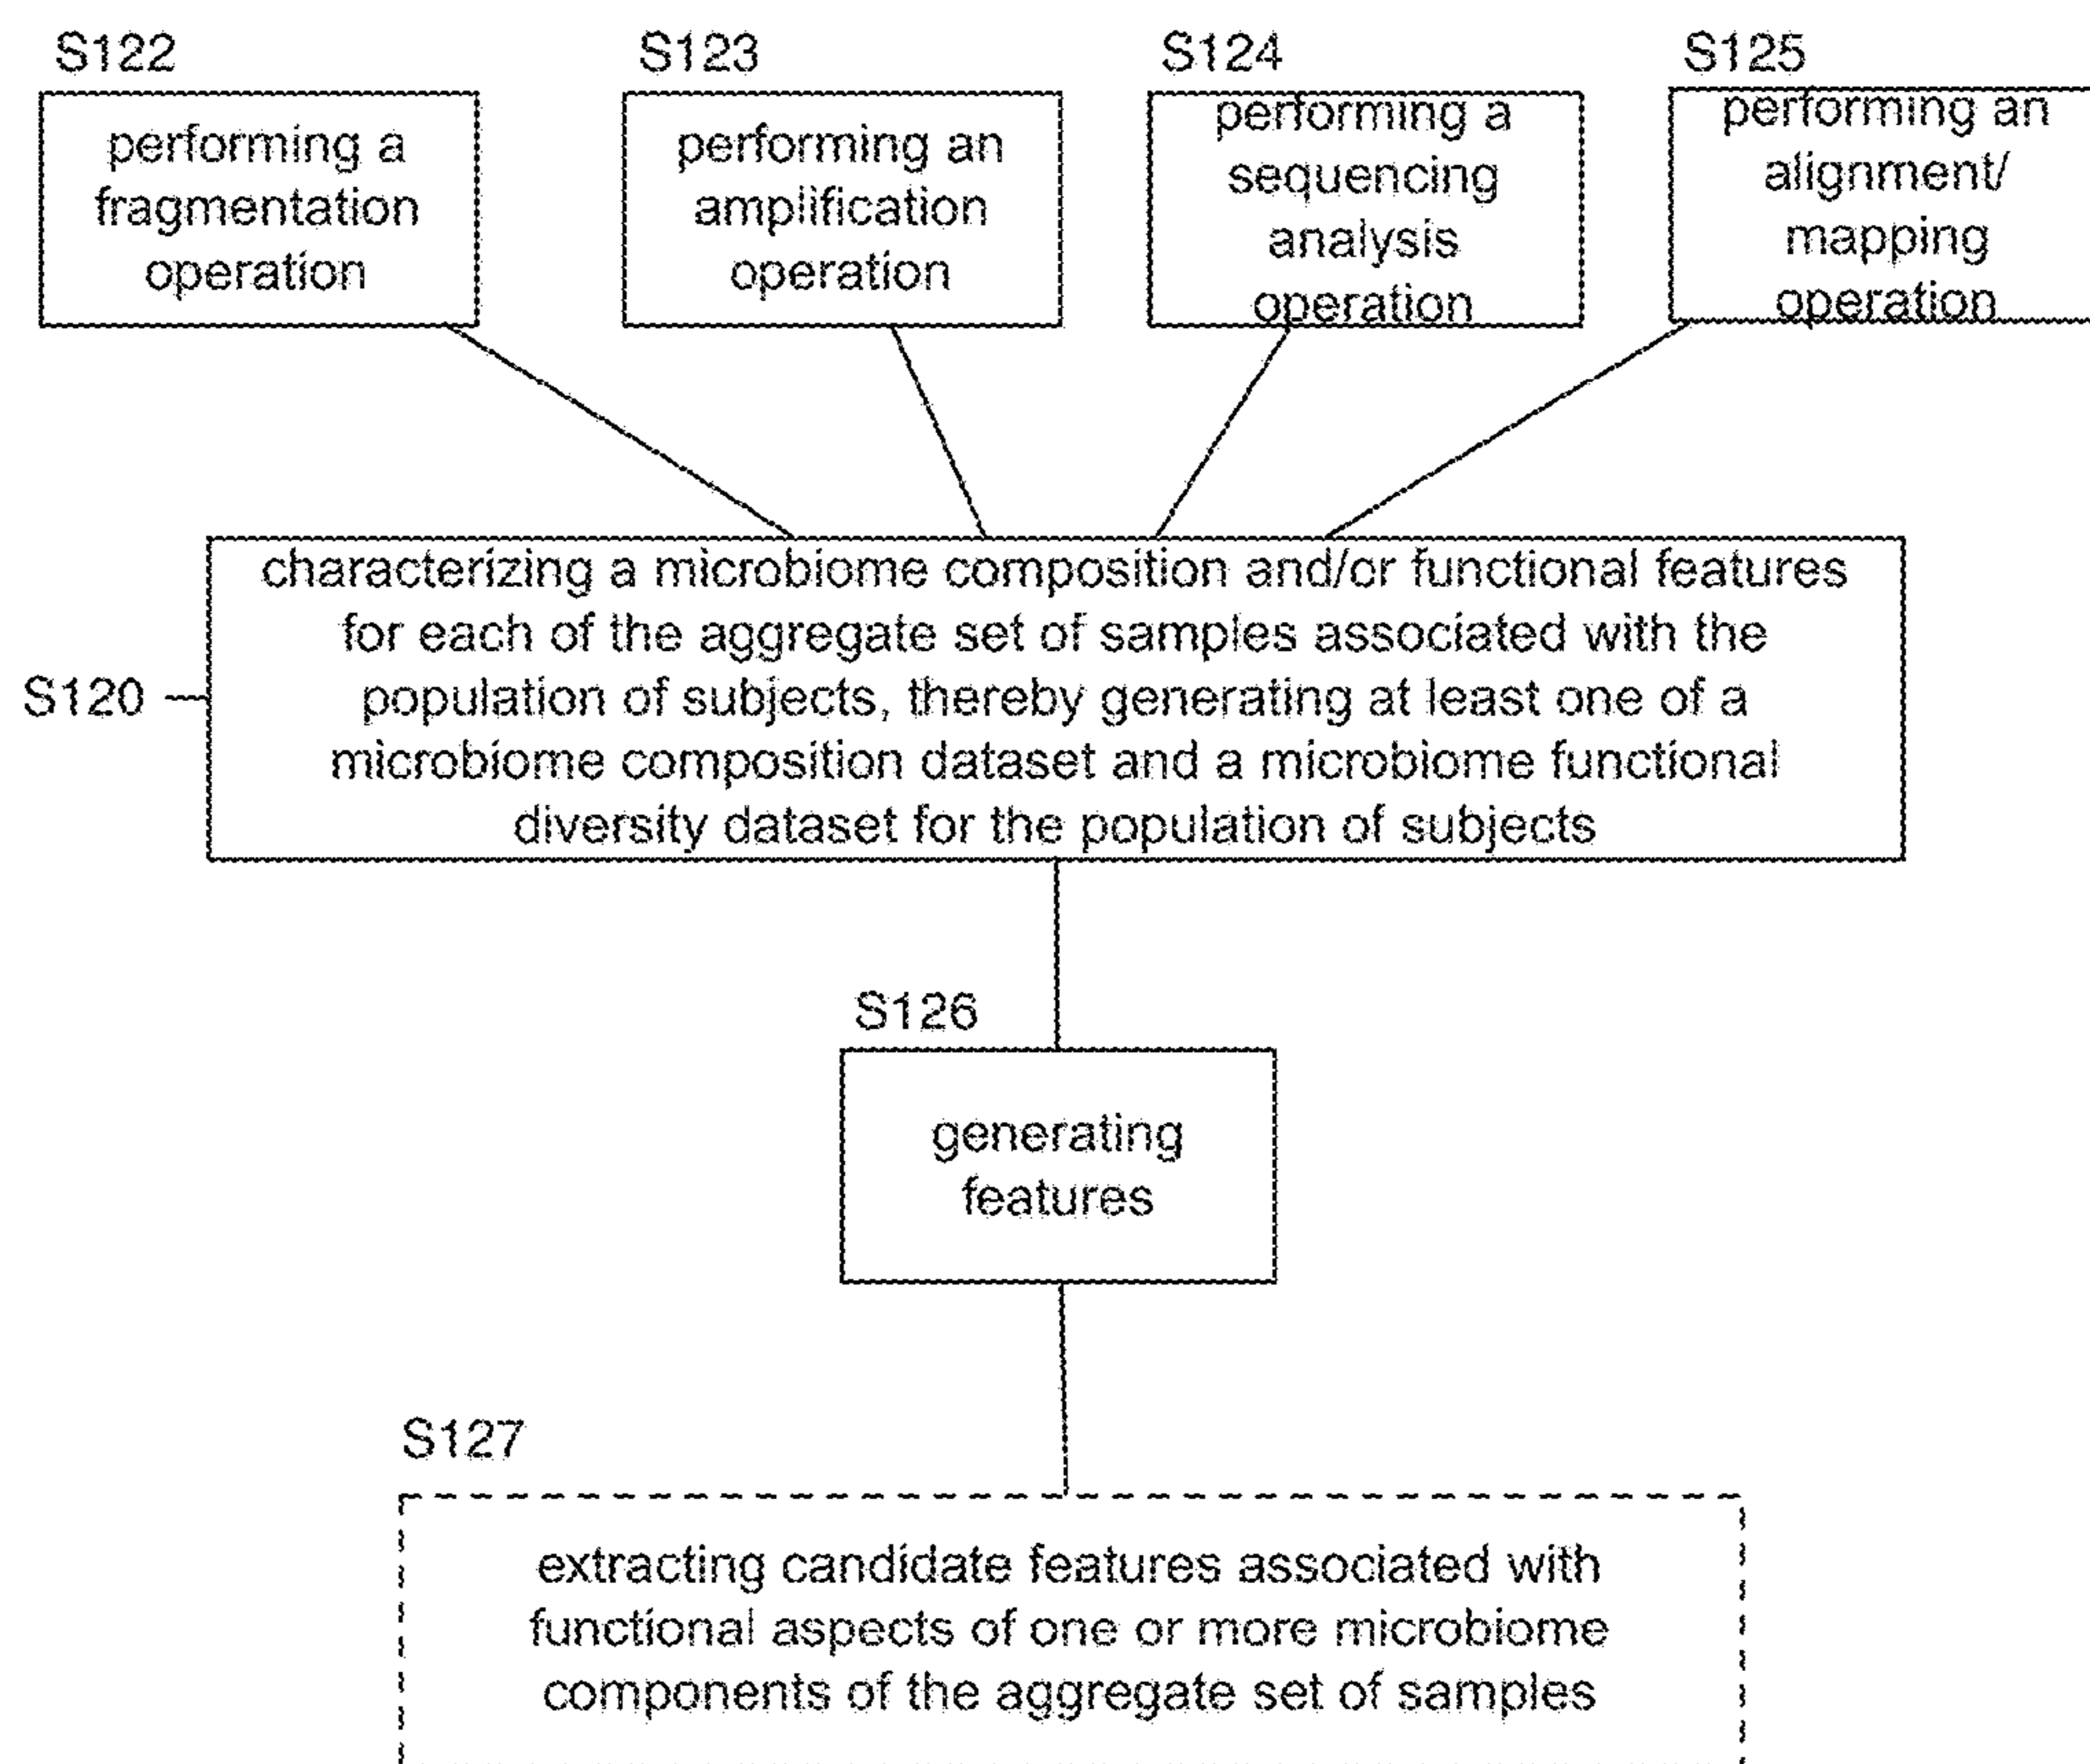 S122
performing a
fragmentation
operation
S123
performing an
amplification
operation
S124
performing a
sequencing
analysis
operation
S125
performing an
alignment/
mapping
operation
S120
characterizing a microbiome composition and/or functional features
for each of the aggregate set of samples associated with the
population of subjects, thereby generating at least one of a
microbiome composition dataset and a microbiome functional
diversity dataset for the population of subjects
S126
generating
features
S127
extracting candidate features associated with
functional aspects of one or more microbiome
components of the aggregate set of samples